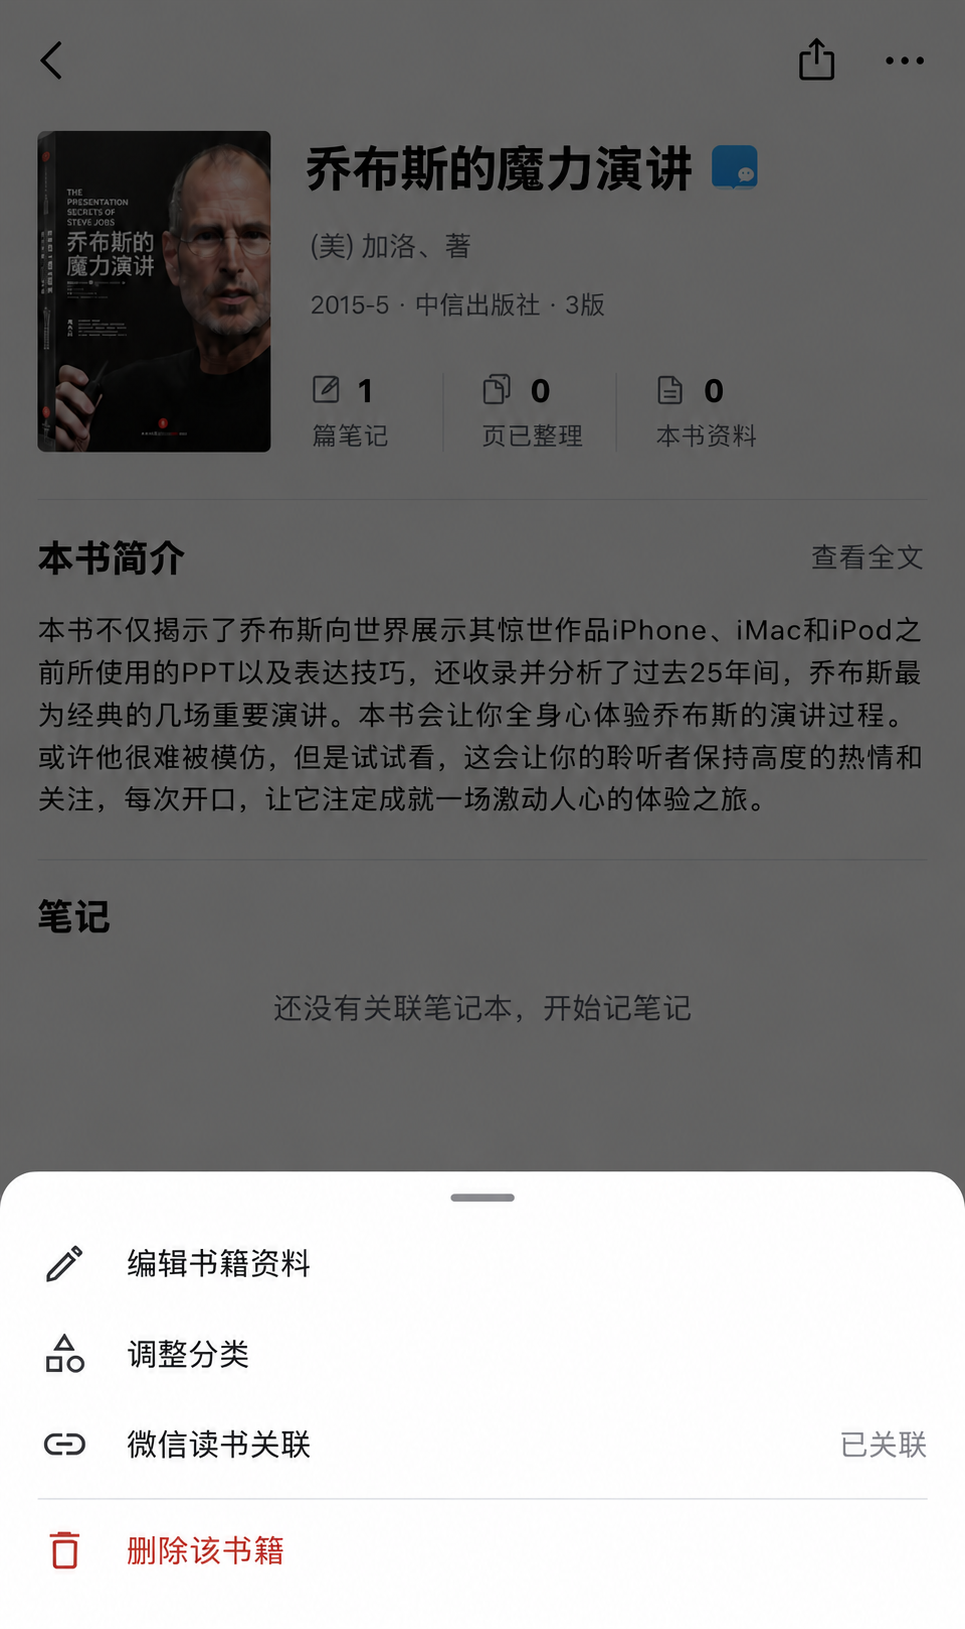 乔布斯的魔力演讲
(美) 加洛、著
2015-5 · 中信出版社 · 3版
THE
PRESENTATION
SECRETS OF
STEVE JOBS
乔布斯的
魔力演讲
1
篇笔记
0
页已整理
0
本书资料
本书简介
查看全文
本书不仅揭示了乔布斯向世界展示其惊世作品iPhone、iMac和iPod之
前所使用的PPT以及表达技巧，还收录并分析了过去25年间，乔布斯最
为经典的几场重要演讲。本书会让你全身心体验乔布斯的演讲过程。
或许他很难被模仿，但是试试看，这会让你的聆听者保持高度的热情和
关注，每次开口，让它注定成就一场激动人心的体验之旅。
笔记
还没有关联笔记本，开始记笔记
编辑书籍资料
调整分类
微信读书关联
已关联
删除该书籍